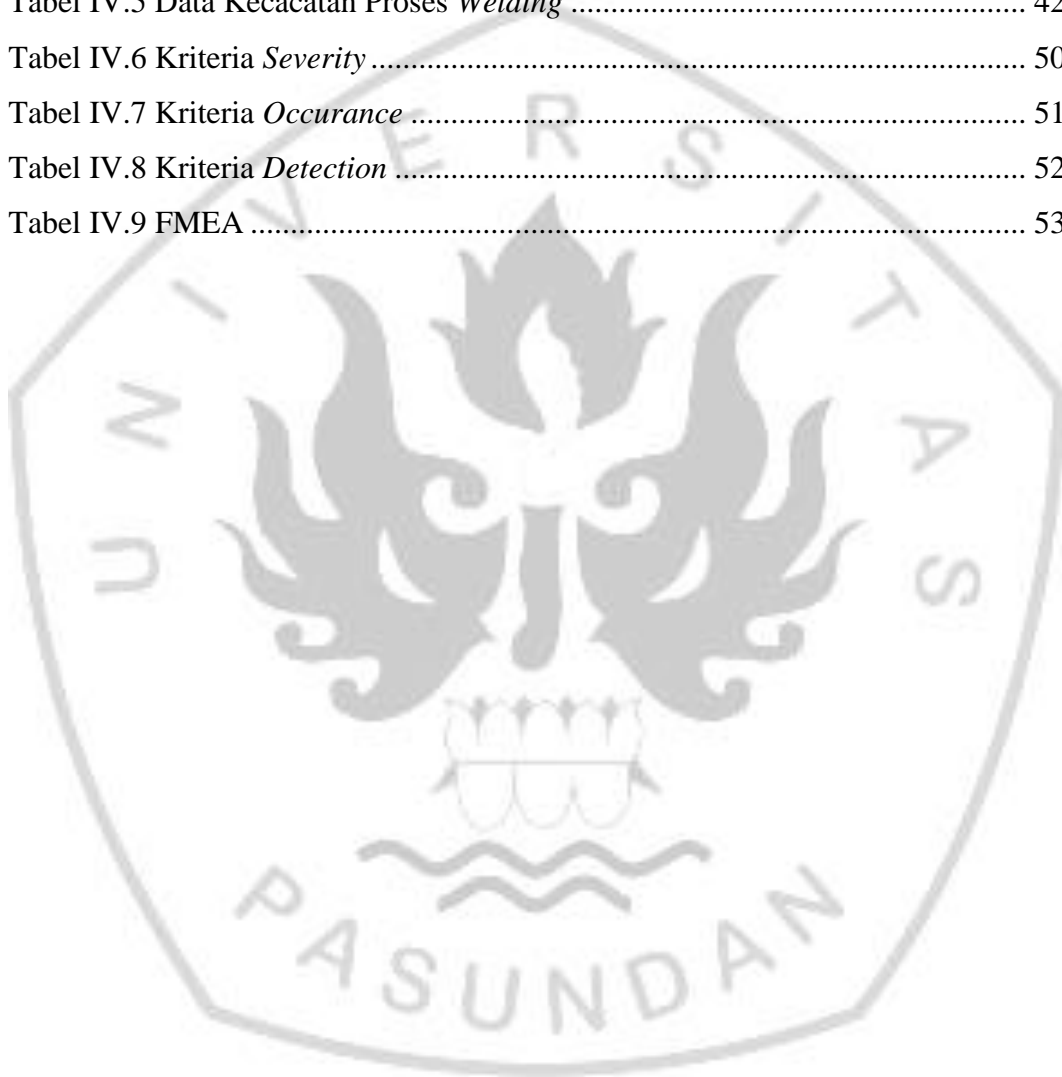 Tabel IV.5 Data Kecacatan Proses Welding ........................................................................ 42
Tabel IV.6 Kriteria Severity ........................................................................ 50
Tabel IV.7 Kriteria Occurance ........................................................................ 51
Tabel IV.8 Kriteria Detection ........................................................................ 52
Tabel IV.9 FMEA ........................................................................ 53
UNIVERSITAS
PASUNDAN